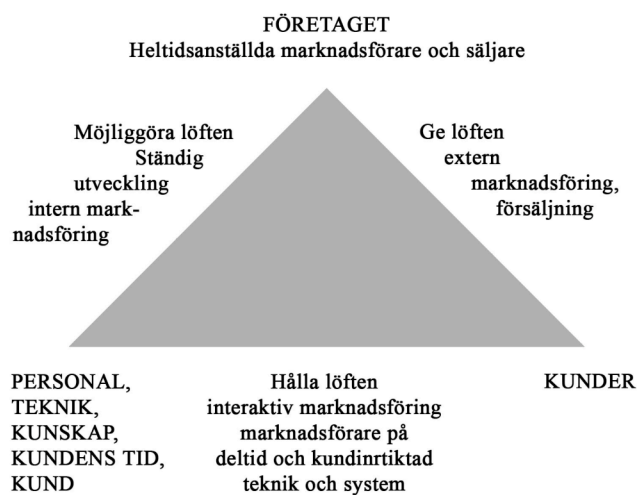 FÖRETAGET
Heltidsanställda marknadsförare och säljare
Möjliggöra löften
Ständig
utveckling
intern mark-
nadsföring
Ge löften
extern
marknadsföring,
försäljning
PERSONAL,
TEKNIK,
KUNSKAP,
KUNDENS TID,
KUND
Hålla löften
interaktiv marknadsföring
marknadsförare på
deltid och kundinrtiktad
teknik och system
KUNDER